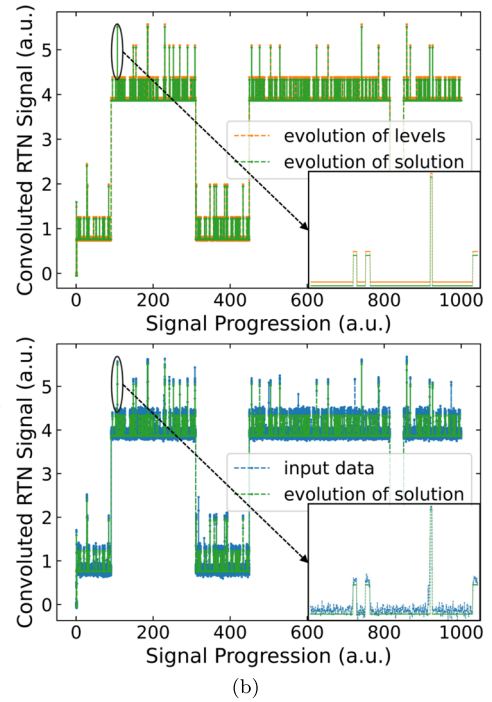 Convoluted RTN Signal (a.u.)
5
4
3
2
1
0
evolution of levels
evolution of solution
0 200 400 600 800 1000
Signal Progression (a.u.)
Convoluted RTN Signal (a.u.)
5
4
3
2
1
0
input data
evolution of solution
0 200 400 600 800 1000
Signal Progression (a.u.)
(b)